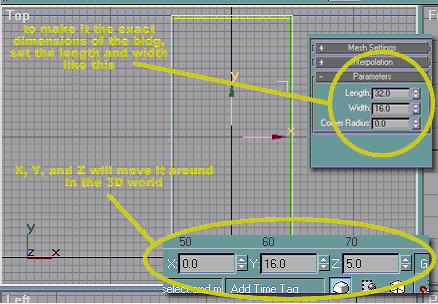 Top
to make it the exact
dimensions of the bldg,
set the length and width
like this
+ Mesh Settings
+ Interpolation
- Parameters
Length: 32.0
Width: 16.0
Corner Radius: 0.0
y
x
X, Y, and Z will move it around
in the 3D world
y
z x
50 60 70
X: 0.0 Y: 16.0 Z: 5.0 G
select and m Add Time Tag
Left